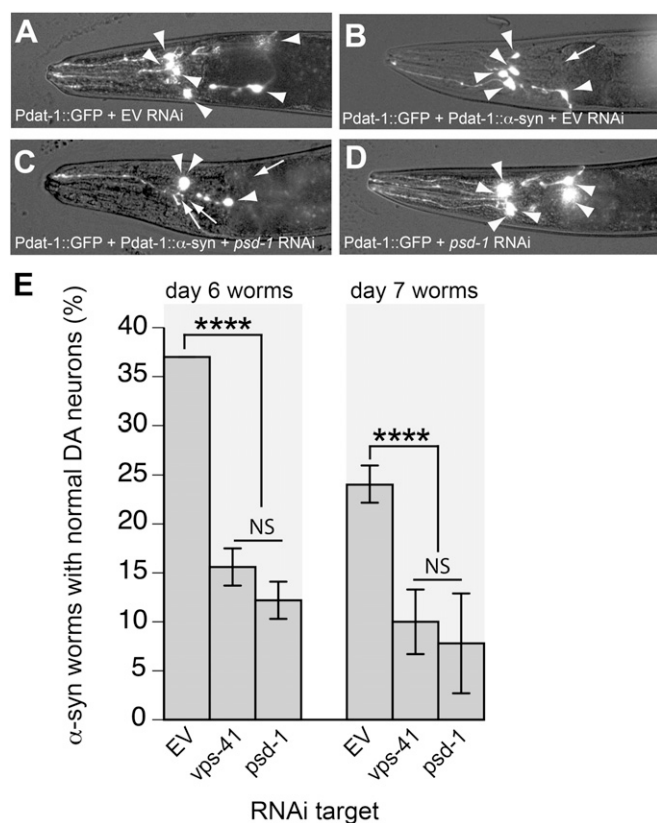 A
Pdat-1::GFP + EV RNAi
B
Pdat-1::GFP + Pdat-1::α-syn + EV RNAi
C
Pdat-1::GFP + Pdat-1::α-syn + psd-1 RNAi
D
Pdat-1::GFP + psd-1 RNAi
E
day 6 worms
day 7 worms
α-syn worms with normal DA neurons (%)
40
35
30
25
20
15
10
5
0
****
NS
****
NS
EV
vps-41
psd-1
EV
vps-41
psd-1
RNAi target